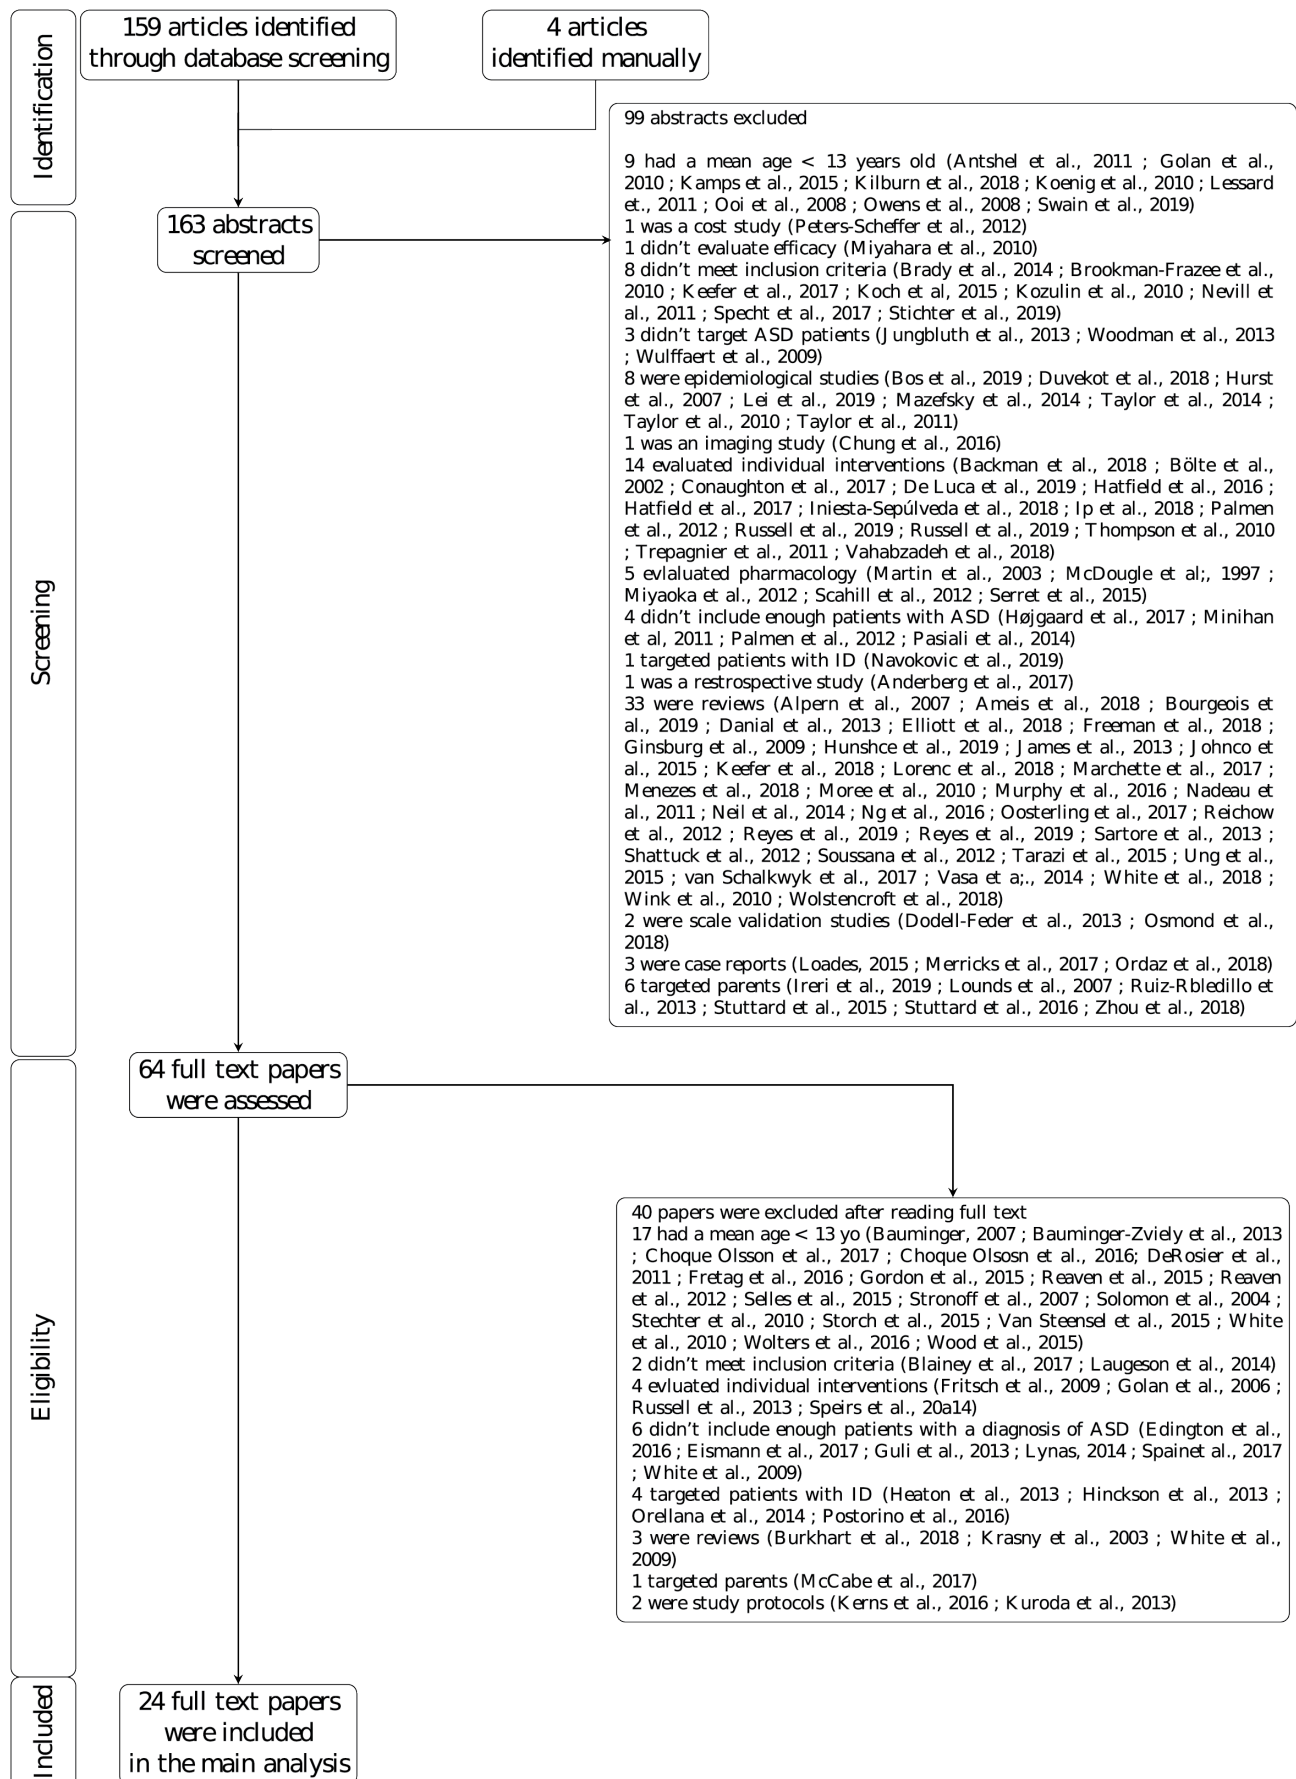 159 articles identified
through database screening
4 articles
identified manually
Identification
99 abstracts excluded
9 had a mean age < 13 years old (Antshel et al., 2011 ; Golan et al.,
2010 ; Kamps et al., 2015 ; Kilburn et al., 2018 ; Koenig et al., 2010 ; Lessard
et., 2011 ; Ooi et al., 2008 ; Owens et al., 2008 ; Swain et al., 2019)
1 was a cost study (Peters-Scheffer et al., 2012)
1 didn't evaluate efficacy (Miyahara et al., 2010)
8 didn't meet inclusion criteria (Brady et al., 2014 ; Brookman-Frazee et al.,
2010 ; Keefer et al., 2017 ; Koch et al, 2015 ; Kozulin et al., 2010 ; Nevill et
al., 2011 ; Specht et al., 2017 ; Stichter et al., 2019)
3 didn't target ASD patients (Jungbluth et al., 2013 ; Woodman et al., 2013
; Wulffaert et al., 2009)
8 were epidemiological studies (Bos et al., 2019 ; Duvekot et al., 2018 ; Hurst
et al., 2007 ; Lei et al., 2019 ; Mazefsky et al., 2014 ; Taylor et al., 2014 ;
Taylor et al., 2010 ; Taylor et al., 2011)
1 was an imaging study (Chung et al., 2016)
14 evaluated individual interventions (Backman et al., 2018 ; Bölte et al.,
2002 ; Conaughton et al., 2017 ; De Luca et al., 2019 ; Hatfield et al., 2016 ;
Hatfield et al., 2017 ; Iniesta-Sepúlveda et al., 2018 ; Ip et al., 2018 ; Palmen
et al., 2012 ; Russell et al., 2019 ; Russell et al., 2019 ; Thompson et al., 2010
; Trepagnier et al., 2011 ; Vahabzadeh et al., 2018)
5 evlaluated pharmacology (Martin et al., 2003 ; McDougle et al;, 1997 ;
Miyaoka et al., 2012 ; Scahill et al., 2012 ; Serret et al., 2015)
4 didn't include enough patients with ASD (Højgaard et al., 2017 ; Minihan
et al, 2011 ; Palmen et al., 2012 ; Pasiali et al., 2014)
1 targeted patients with ID (Navokovic et al., 2019)
1 was a restrospective study (Anderberg et al., 2017)
33 were reviews (Alpern et al., 2007 ; Ameis et al., 2018 ; Bourgeois et
al., 2019 ; Danial et al., 2013 ; Elliott et al., 2018 ; Freeman et al., 2018 ;
Ginsburg et al., 2009 ; Hunshce et al., 2019 ; James et al., 2013 ; Johnco et
al., 2015 ; Keefer et al., 2018 ; Lorenc et al., 2018 ; Marchette et al., 2017 ;
Menezes et al., 2018 ; Moree et al., 2010 ; Murphy et al., 2016 ; Nadeau et
al., 2011 ; Neil et al., 2014 ; Ng et al., 2016 ; Oosterling et al., 2017 ; Reichow
et al., 2012 ; Reyes et al., 2019 ; Reyes et al., 2019 ; Sartore et al., 2013 ;
Shattuck et al., 2012 ; Soussana et al., 2012 ; Tarazi et al., 2015 ; Ung et al.,
2015 ; van Schalkwyk et al., 2017 ; Vasa et a;., 2014 ; White et al., 2018 ;
Wink et al., 2010 ; Wolstencroft et al., 2018)
2 were scale validation studies (Dodell-Feder et al., 2013 ; Osmond et al.,
2018)
3 were case reports (Loades, 2015 ; Merricks et al., 2017 ; Ordaz et al., 2018)
6 targeted parents (Ireri et al., 2019 ; Lounds et al., 2007 ; Ruiz-Rbledillo et
al., 2013 ; Stuttard et al., 2015 ; Stuttard et al., 2016 ; Zhou et al., 2018)
163 abstracts
screened
Screening
64 full text papers
were assessed
40 papers were excluded after reading full text
17 had a mean age < 13 yo (Bauminger, 2007 ; Bauminger-Zviely et al., 2013
; Choque Olsson et al., 2017 ; Choque Olsosn et al., 2016; DeRosier et al.,
2011 ; Fretag et al., 2016 ; Gordon et al., 2015 ; Reaven et al., 2015 ; Reaven
et al., 2012 ; Selles et al., 2015 ; Stronoff et al., 2007 ; Solomon et al., 2004 ;
Stechter et al., 2010 ; Storch et al., 2015 ; Van Steensel et al., 2015 ; White
et al., 2010 ; Wolters et al., 2016 ; Wood et al., 2015)
2 didn't meet inclusion criteria (Blainey et al., 2017 ; Laugeson et al., 2014)
4 evluated individual interventions (Fritsch et al., 2009 ; Golan et al., 2006 ;
Russell et al., 2013 ; Speirs et al., 20a14)
6 didn't include enough patients with a diagnosis of ASD (Edington et al.,
2016 ; Eismann et al., 2017 ; Guli et al., 2013 ; Lynas, 2014 ; Spainet al., 2017
; White et al., 2009)
4 targeted patients with ID (Heaton et al., 2013 ; Hinckson et al., 2013 ;
Orellana et al., 2014 ; Postorino et al., 2016)
3 were reviews (Burkhart et al., 2018 ; Krasny et al., 2003 ; White et al.,
2009)
1 targeted parents (McCabe et al., 2017)
2 were study protocols (Kerns et al., 2016 ; Kuroda et al., 2013)
Eligibility
24 full text papers
were included
in the main analysis
Included